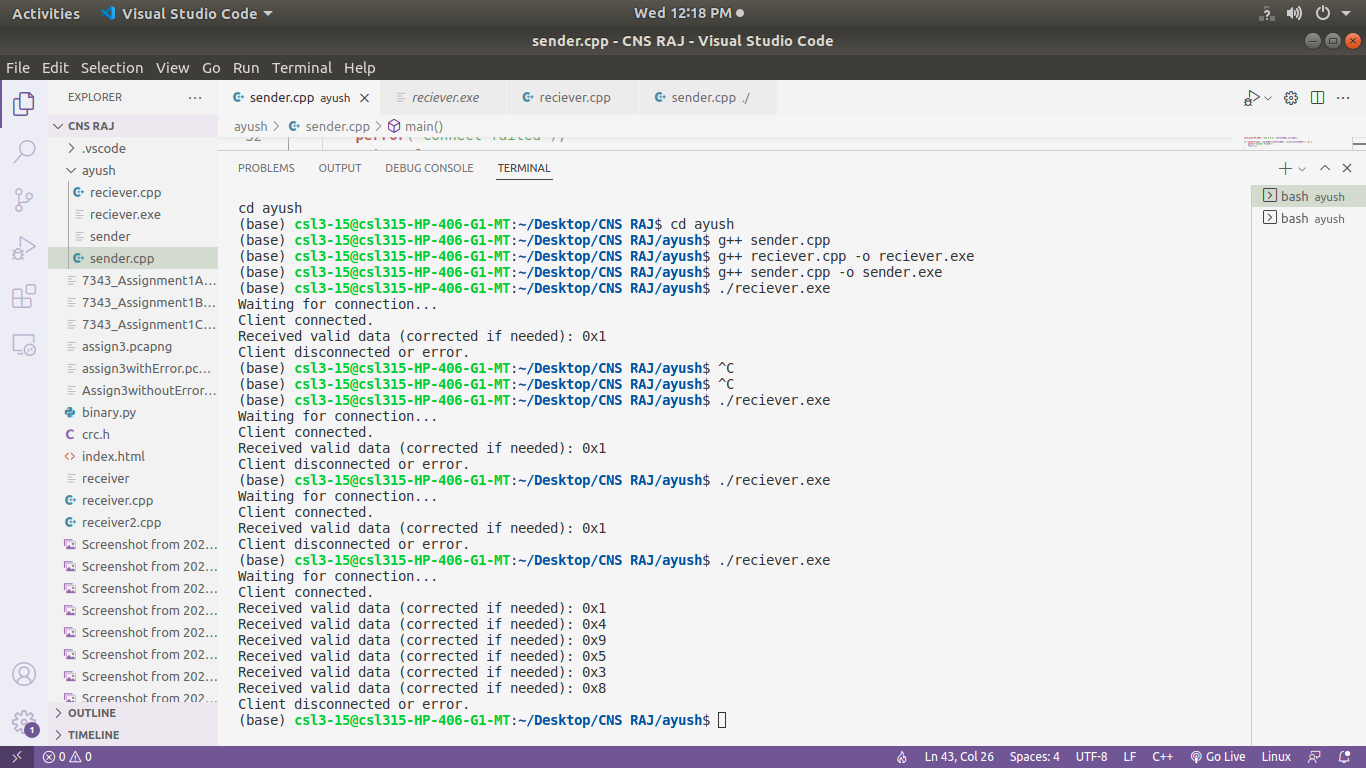 Activities Visual Studio Code Wed 12:18 PM
sender.cpp - CNS RAJ - Visual Studio Code
File Edit Selection View Go Run Terminal Help
EXPLORER
CNS RAJ
.vscode
ayush
reciever.cpp
reciever.exe
sender
sender.cpp
7343_Assignment1A...
7343_Assignment1B...
7343_Assignment1C...
assign3.pcapng
assign3withError.pc...
Assign3withoutError...
binary.py
crc.h
index.html
receiver
receiver.cpp
receiver2.cpp
Screenshot from 202...
Screenshot from 202...
Screenshot from 202...
Screenshot from 202...
Screenshot from 202...
Screenshot from 202...
Screenshot from 202...
Screenshot from 202...
OUTLINE
TIMELINE
sender.cpp ayush reciever.exe reciever.cpp sender.cpp ./
ayush > sender.cpp > main()
PROBLEMS OUTPUT DEBUG CONSOLE TERMINAL
cd ayush
(base) csl3-15@csl315-HP-406-G1-MT:~/Desktop/CNS RAJ$ cd ayush
(base) csl3-15@csl315-HP-406-G1-MT:~/Desktop/CNS RAJ/ayush$ g++ sender.cpp
(base) csl3-15@csl315-HP-406-G1-MT:~/Desktop/CNS RAJ/ayush$ g++ reciever.cpp -o reciever.exe
(base) csl3-15@csl315-HP-406-G1-MT:~/Desktop/CNS RAJ/ayush$ g++ sender.cpp -o sender.exe
(base) csl3-15@csl315-HP-406-G1-MT:~/Desktop/CNS RAJ/ayush$ ./reciever.exe
Waiting for connection...
Client connected.
Received valid data (corrected if needed): 0x1
Client disconnected or error.
(base) csl3-15@csl315-HP-406-G1-MT:~/Desktop/CNS RAJ/ayush$ ^C
(base) csl3-15@csl315-HP-406-G1-MT:~/Desktop/CNS RAJ/ayush$ ^C
(base) csl3-15@csl315-HP-406-G1-MT:~/Desktop/CNS RAJ/ayush$ ./reciever.exe
Waiting for connection...
Client connected.
Received valid data (corrected if needed): 0x1
Client disconnected or error.
(base) csl3-15@csl315-HP-406-G1-MT:~/Desktop/CNS RAJ/ayush$ ./reciever.exe
Waiting for connection...
Client connected.
Received valid data (corrected if needed): 0x1
Client disconnected or error.
(base) csl3-15@csl315-HP-406-G1-MT:~/Desktop/CNS RAJ/ayush$ ./reciever.exe
Waiting for connection...
Client connected.
Received valid data (corrected if needed): 0x1
Received valid data (corrected if needed): 0x4
Received valid data (corrected if needed): 0x9
Received valid data (corrected if needed): 0x5
Received valid data (corrected if needed): 0x3
Received valid data (corrected if needed): 0x8
Client disconnected or error.
(base) csl3-15@csl315-HP-406-G1-MT:~/Desktop/CNS RAJ/ayush$
bash ayush
bash ayush
1
0 0 Ln 43, Col 26 Spaces: 4 UTF-8 LF C++ Go Live Linux